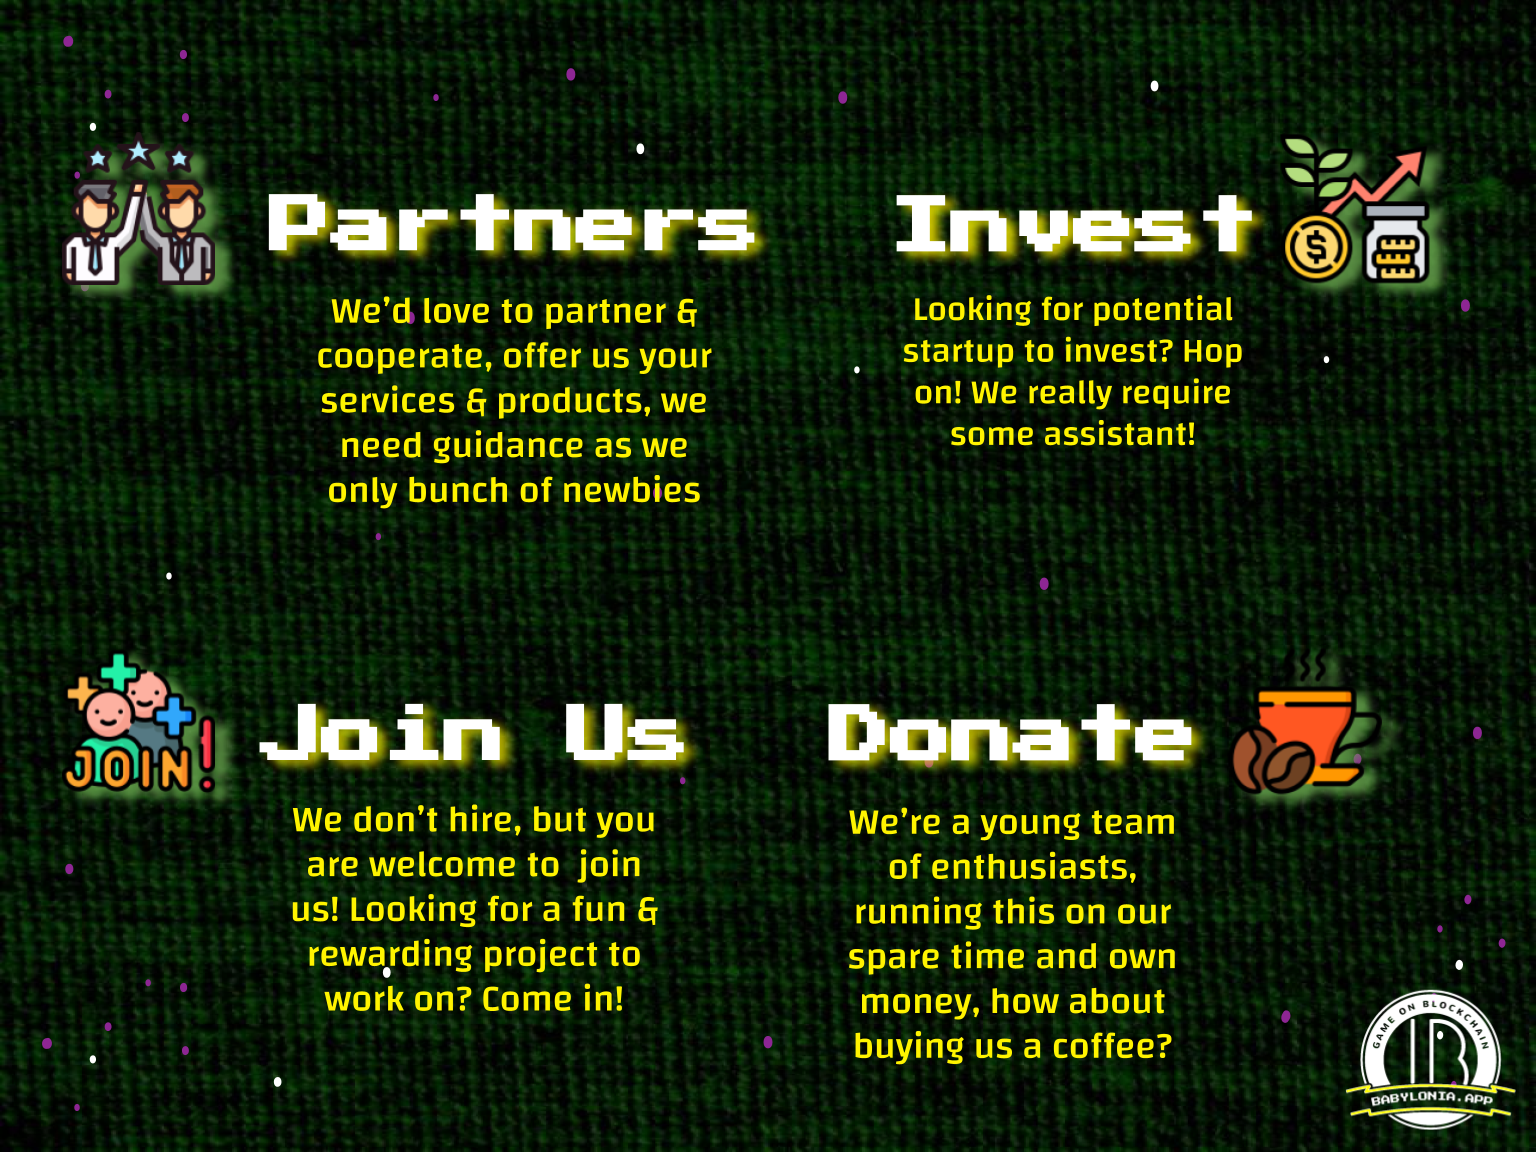 Partners
We'd love to partner &
cooperate, offer us your
services & products, we
need guidance as we
only bunch of newbies
Invest
Looking for potential
startup to invest? Hop
on! We really require
some assistant!
JOIN!
Join Us
We don't hire, but you
are welcome to  join
us! Looking for a fun &
rewarding project to
work on? Come in!
Donate
We're a young team
of enthusiasts,
running this on our
spare time and own
money, how about
buying us a coffee?
GAME ON BLOCKCHAIN
B
BABYLONIA.APP